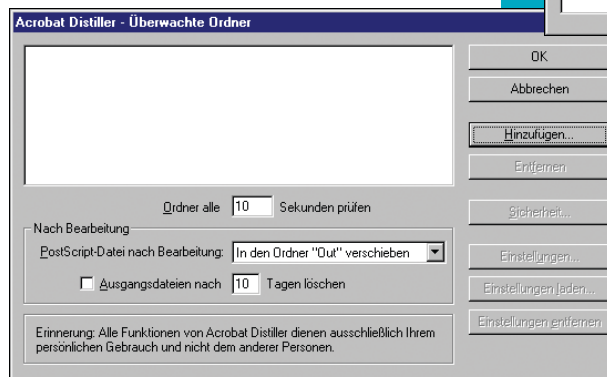 Acrobat Distiller - Überwachte Ordner
OK
Abbrechen
Hinzufügen...
Entfernen
Ordner alle 10 Sekunden prüfen
Sicherheit...
Nach Bearbeitung
PostScript-Datei nach Bearbeitung: In den Ordner "Out" verschieben
Einstellungen...
Ausgangsdateien nach 10 Tagen löschen
Einstellungen laden...
Einstellungen entfernen
Erinnerung: Alle Funktionen von Acrobat Distiller dienen ausschließlich Ihrem
persönlichen Gebrauch und nicht dem anderer Personen.